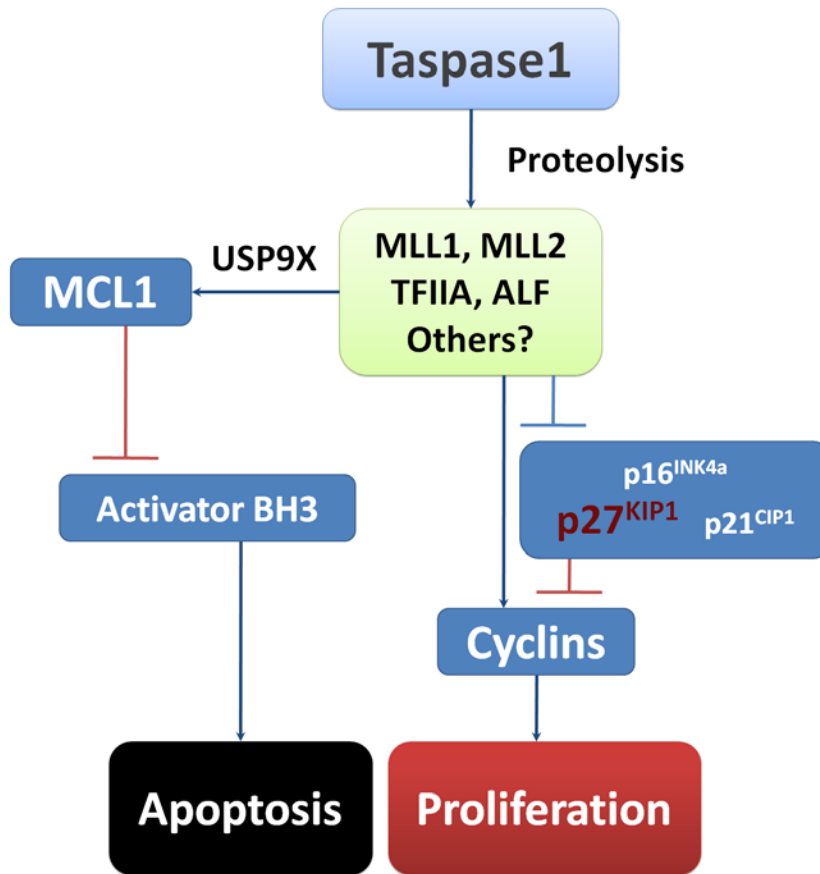 Taspase1
Proteolysis
USP9X
MLL1, MLL2
TFIIA, ALF
Others?
MCL1
p16INK4a
p27KIP1 p21CIP1
Activator BH3
Cyclins
Apoptosis
Proliferation